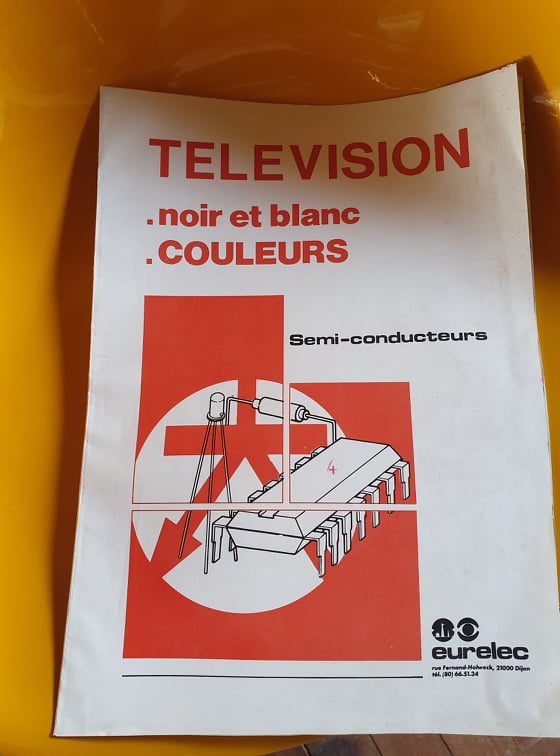 TELEVISION
.noir et blanc
.COULEURS
Semi-conducteurs
4
eurelec
rue Fernand-Holweck, 21000 Dijon
tél. (80) 66.51.34